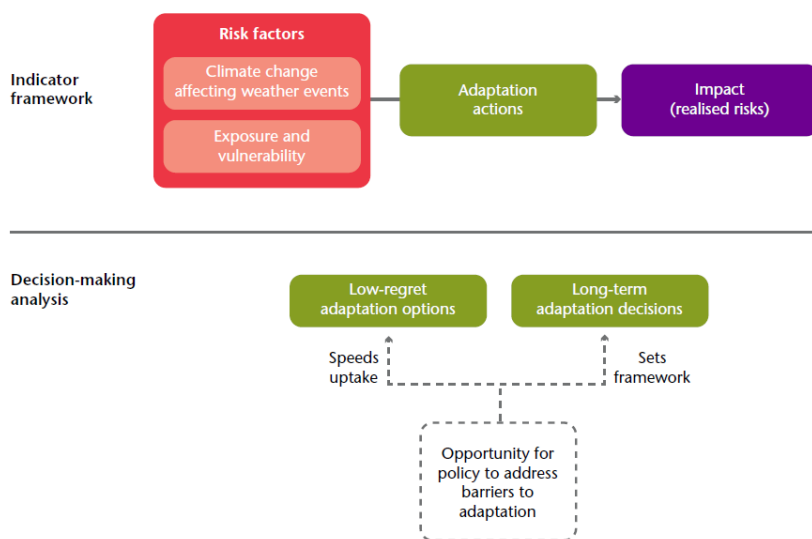 Risk factors
Indicator
framework
Climate change
affecting weather events
Exposure and
vulnerability
Adaptation
actions
Impact
(realised risks)
Decision-making
analysis
Low-regret
adaptation options
Long-term
adaptation decisions
Speeds
uptake
Sets
framework
Opportunity for
policy to address
barriers to
adaptation